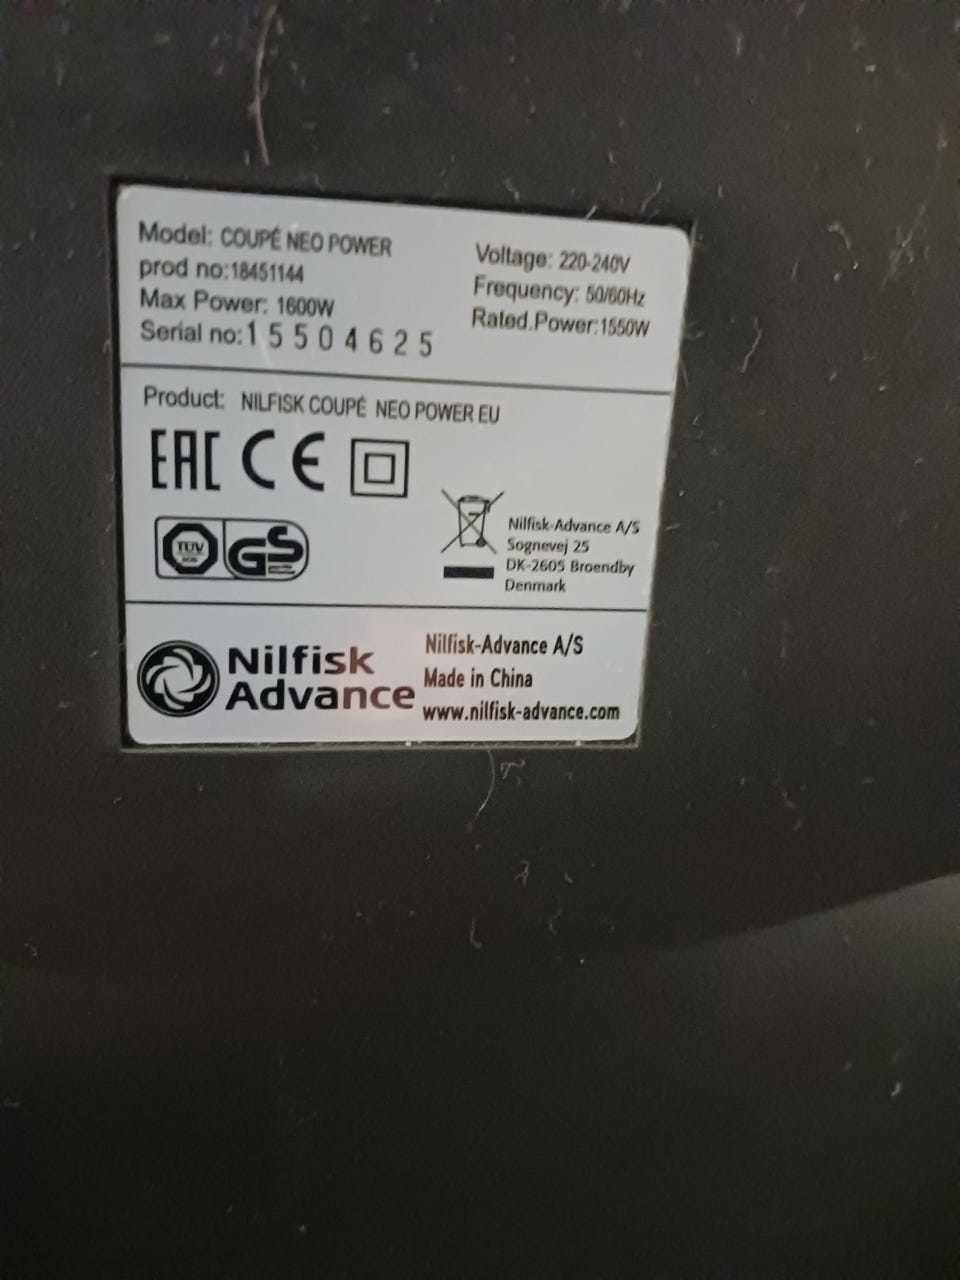 Model: COUPÉ NEO POWER
prod no:18451144
Max Power: 1600W
Serial no:15504625
Voltage: 220-240V
Frequency: 50/60Hz
Rated.Power:1550W
Product: NILFISK COUPÉ NEO POWER EU
EAC CE
TÜV GS
Nilfisk-Advance A/S
Sognevej 25
DK-2605 Broendby
Denmark
Nilfisk
Advance
Nilfisk-Advance A/S
Made in China
www.nilfisk-advance.com